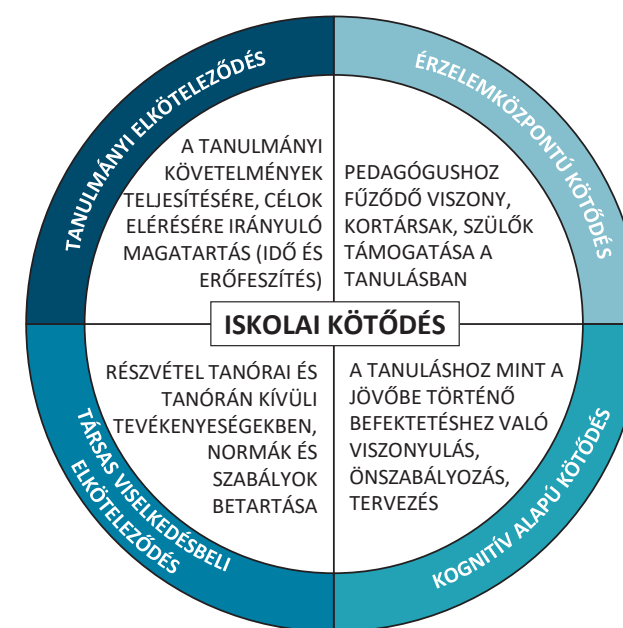 TANULMÁNYI ELKÖTELEZŐDÉS
A TANULMÁNYI
KÖVETELMÉNYEK
TELJESÍTÉSÉRE, CÉLOK
ELÉRÉSÉRE IRÁNYULÓ
MAGATARTÁS (IDŐ ÉS
ERŐFESZÍTÉS)
ÉRZELEMKÖZPONTÚ KÖTŐDÉS
PEDAGÓGUSHOZ
FŰZŐDŐ VISZONY,
KORTÁRSAK, SZÜLŐK
TÁMOGATÁSA A
TANULÁSBAN
ISKOLAI KÖTŐDÉS
TÁRSAS VISELKEDÉSBELI
ELKÖTELEZŐDÉS
RÉSZVÉTEL TANÓRAI ÉS
TANÓRÁN KÍVÜLI
TEVÉKENYESÉGEKBEN,
NORMÁK ÉS
SZABÁLYOK
BETARTÁSA
A TANULÁSHOZ MINT A
JÖVŐBE TÖRTÉNŐ
BEFEKTETÉSHEZ VALÓ
VISZONYULÁS,
ÖNSZABÁLYOZÁS,
TERVEZÉS
KOGNITÍV ALAPÚ KÖTŐDÉS